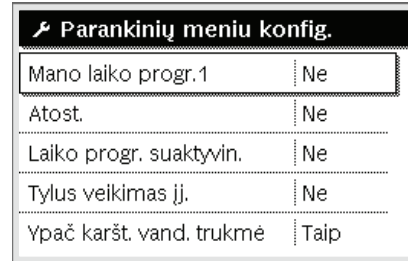 Parankinių meniu konfig.
Mano laiko progr.1 Ne
Atost. Ne
Laiko progr. suaktyvin. Ne
Tylus veikimas įj. Ne
Ypač karšt. vand. trukmė Taip